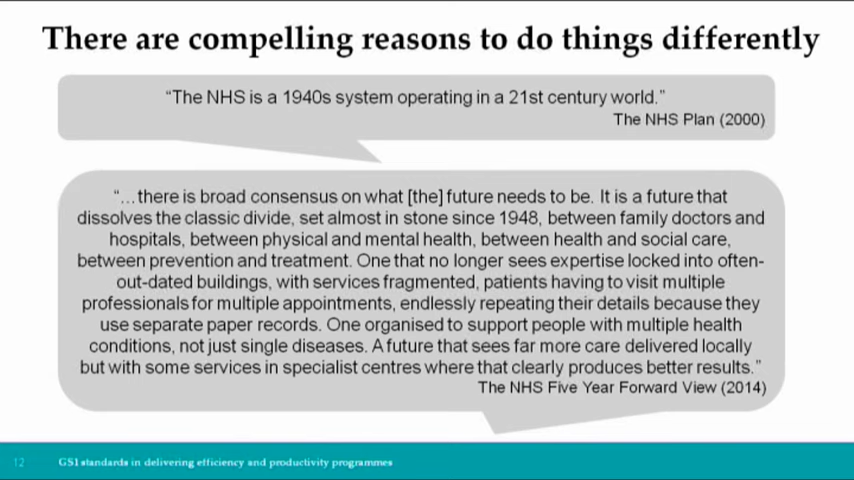 There are compelling reasons to do things differently
“The NHS is a 1940s system operating in a 21st century world.”
The NHS Plan (2000)
“…there is broad consensus on what [the] future needs to be. It is a future that
dissolves the classic divide, set almost in stone since 1948, between family doctors and
hospitals, between physical and mental health, between health and social care,
between prevention and treatment. One that no longer sees expertise locked into often-
out-dated buildings, with services fragmented, patients having to visit multiple
professionals for multiple appointments, endlessly repeating their details because they
use separate paper records. One organised to support people with multiple health
conditions, not just single diseases. A future that sees far more care delivered locally
but with some services in specialist centres where that clearly produces better results.”
The NHS Five Year Forward View (2014)
12 GS1 standards in delivering efficiency and productivity programmes